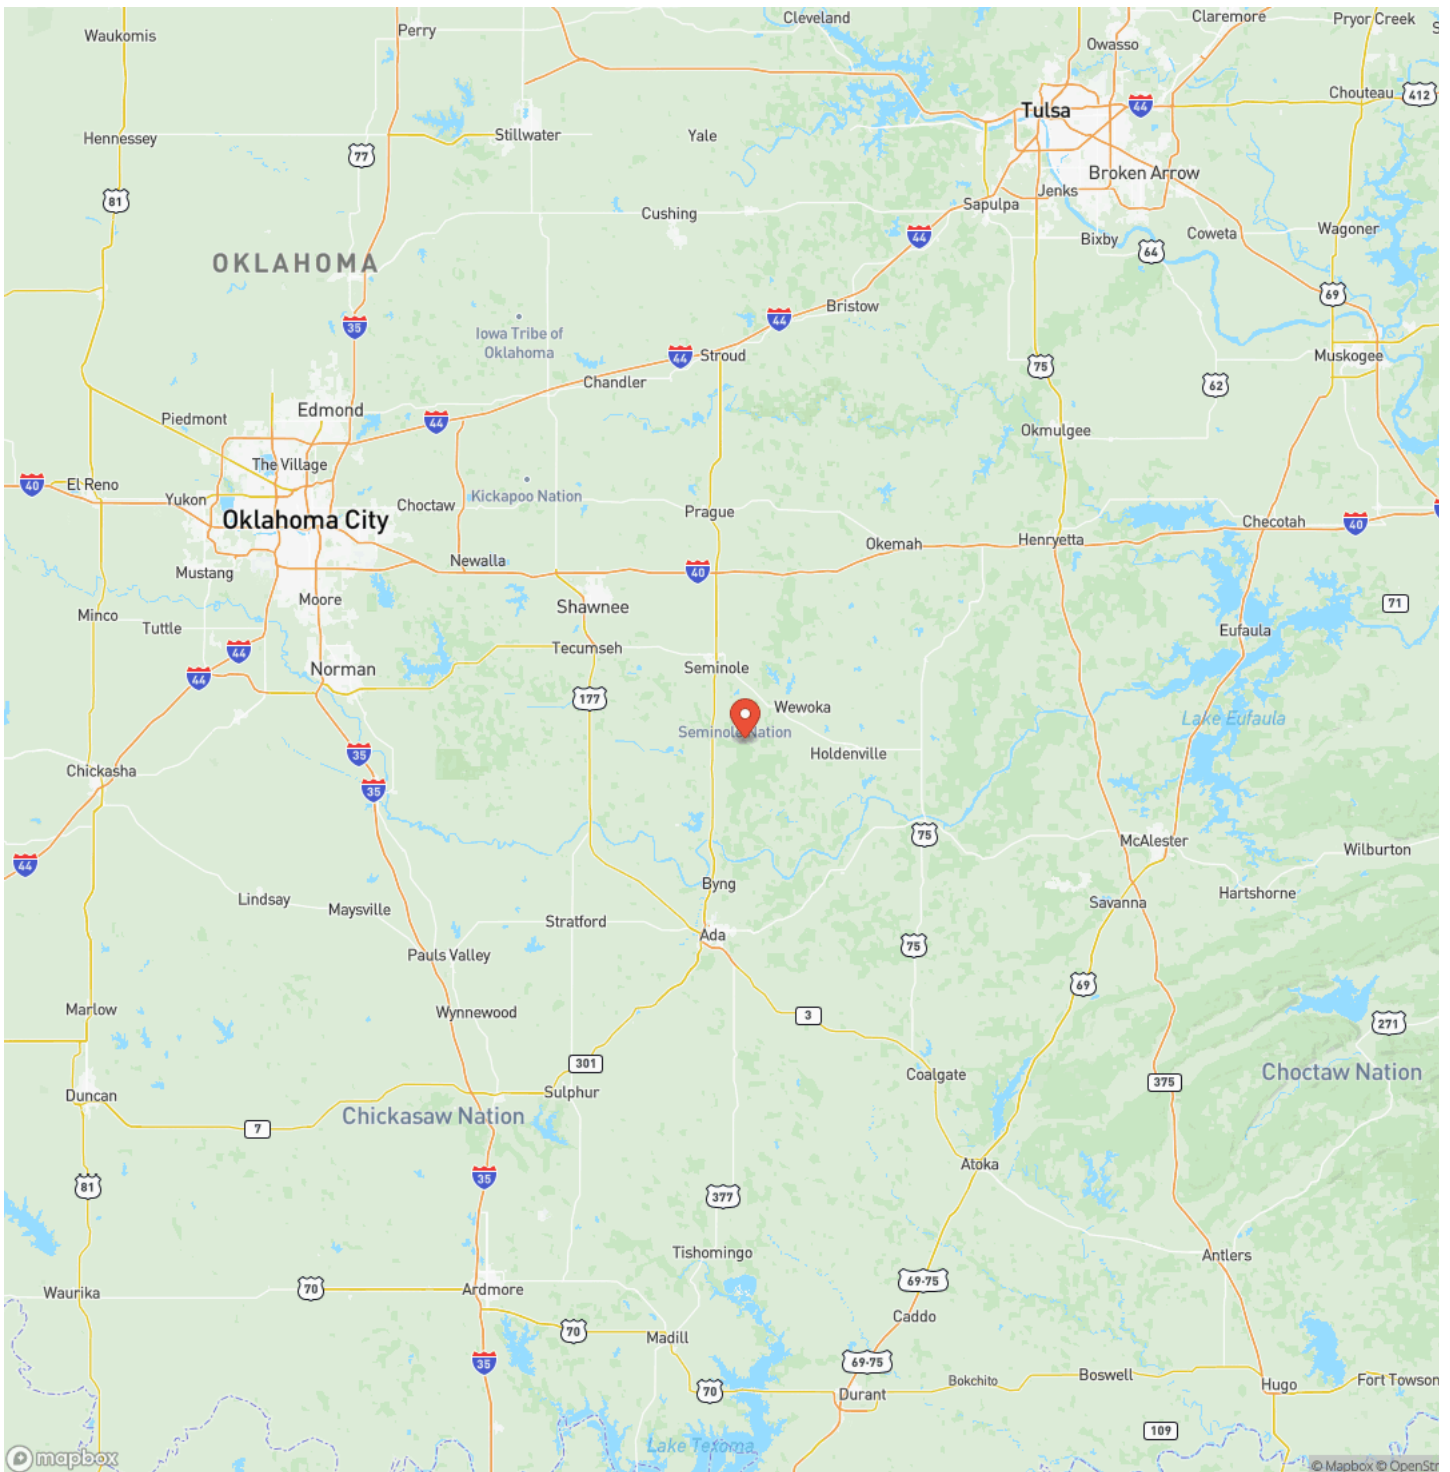 Cleveland
Claremore
Pryor Creek
Waukomis
Perry
S
Owasso
Tulsa
44
Chouteau
412
Hennessey
77
Stillwater
Yale
Broken Arrow
81
Jenks
Sapulpa
Cushing
44
Bixby
64
Coweta
Wagoner
OKLAHOMA
69
35
Iowa Tribe of
Oklahoma
44
Bristow
44
Stroud
Muskogee
75
62
Chandler
Edmond
Piedmont
44
Okmulgee
The Village
40
El Reno
Yukon
Choctaw
Kickapoo Nation
Oklahoma City
Prague
Checotah
40
Okemah
Henryetta
Newalla
Mustang
40
Shawnee
Moore
71
Minco
Tuttle
Eufaula
44
Tecumseh
44
Norman
Seminole
177
Wewoka
Lake Eufaula
Seminole Nation
35
Holdenville
Chickasha
35
75
McAlester
44
Wilburton
Byng
Hartshorne
Lindsay
Maysville
Savanna
Stratford
Ada
75
Pauls Valley
69
Marlow
Wynnewood
3
271
301
Coalgate
Choctaw Nation
375
Duncan
Sulphur
Chickasaw Nation
7
Atoka
35
81
377
Tishomingo
Antlers
Waurika
70
Ardmore
69-75
Caddo
70
Madill
35
69-75
70
Bokchito
Boswell
Hugo
Fort Towson
Durant
109
Lake Texoma
mapbox
© Mapbox © OpenStr